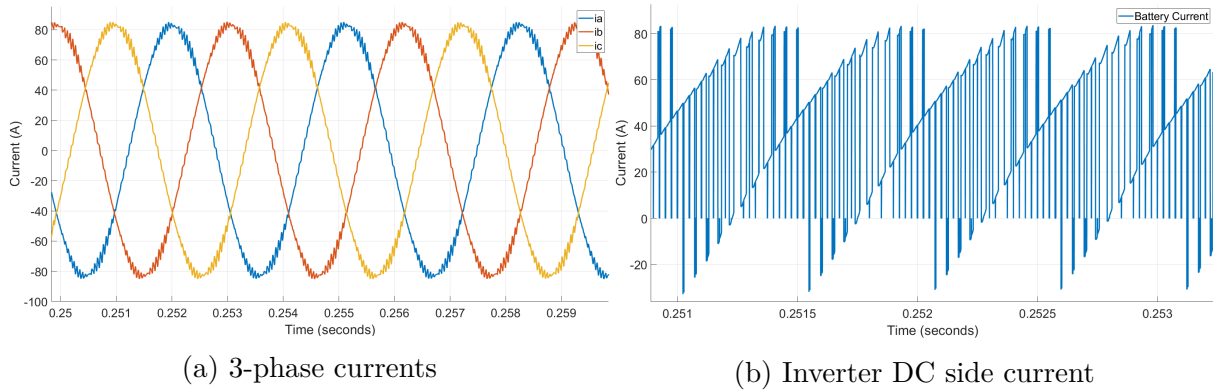 80
60
40
20
0
-20
-40
-60
-80
-100
Current (A)
0.25 0.251 0.252 0.253 0.254 0.255 0.256 0.257 0.258 0.259
Time (seconds)
ia
ib
ic
(a) 3-phase currents
80
60
40
20
0
-20
Current (A)
0.251 0.2515 0.252 0.2525 0.253
Time (seconds)
Battery Current
(b) Inverter DC side current